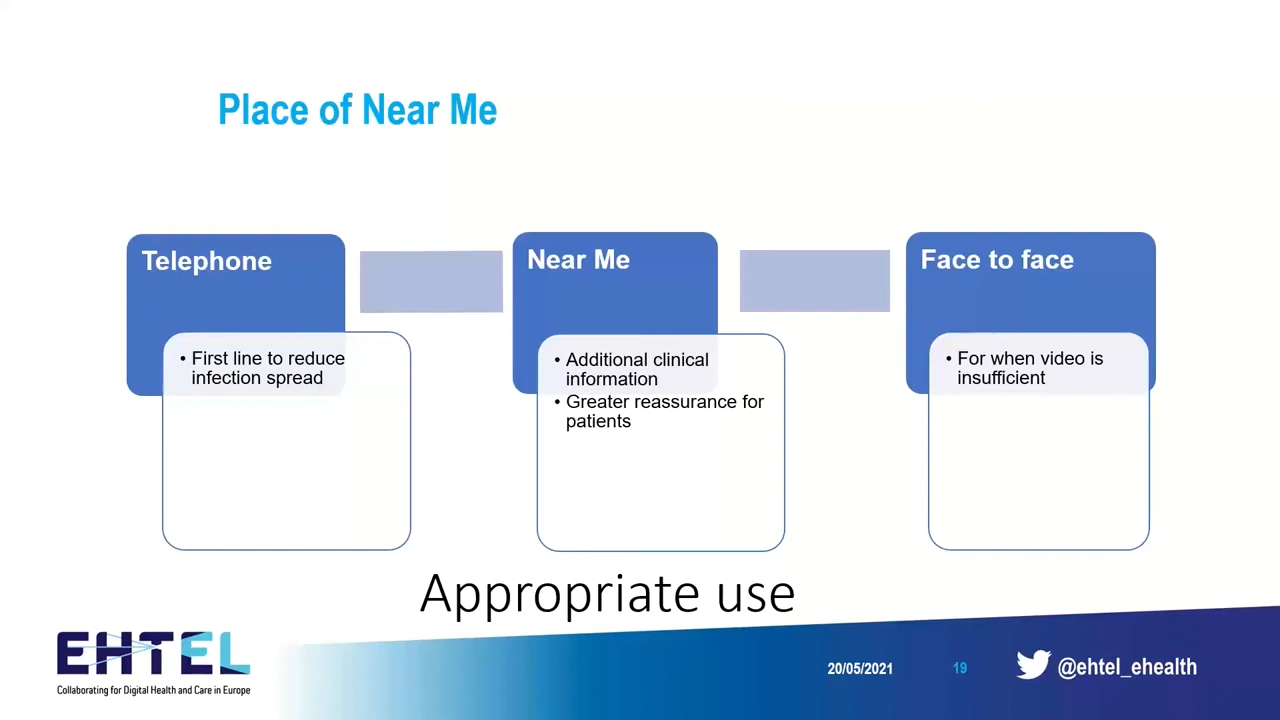 Place of Near Me
Telephone
• First line to reduce
infection spread
Near Me
• Additional clinical
information
• Greater reassurance for
patients
Face to face
• For when video is
insufficient
Appropriate use
EHTEL
Collaborating for Digital Health and Care in Europe
20/05/2021
19
@ehtel_ehealth